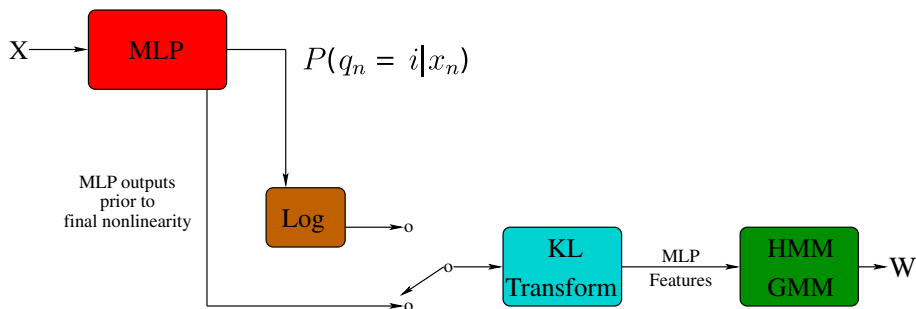 X
MLP
P(q_n = i|x_n)
MLP outputs
prior to
final nonlinearity
Log
o
o
o
KL
Transform
MLP
Features
HMM
GMM
W